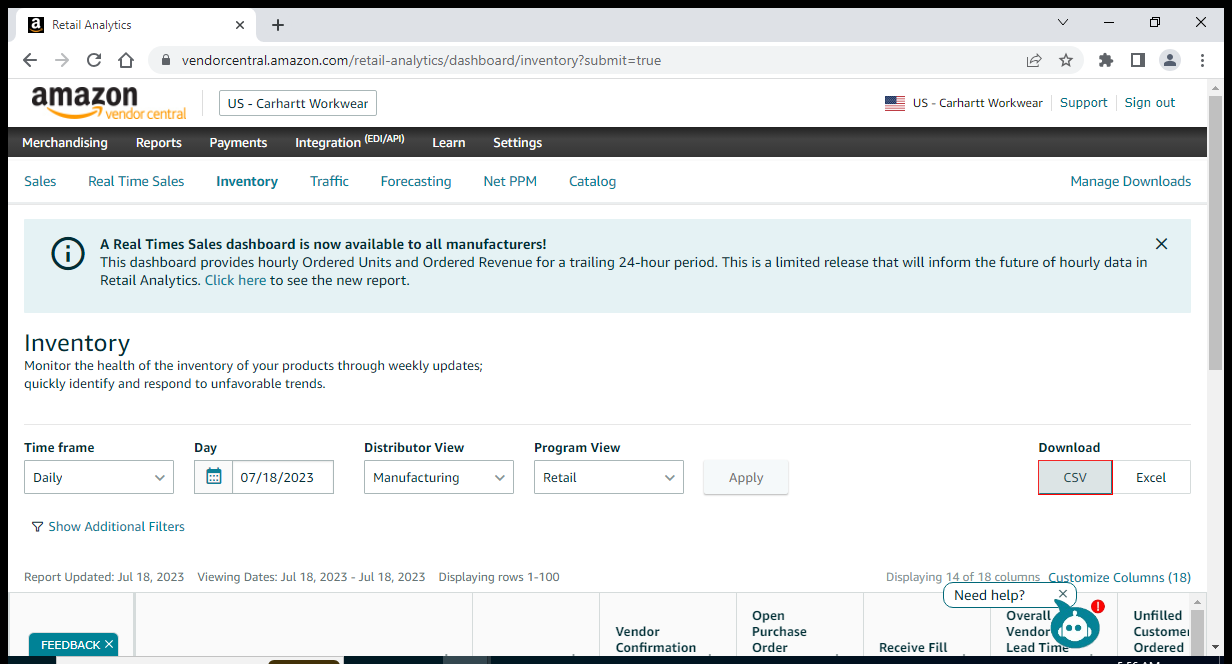 Retail Analytics
vendorcentral.amazon.com/retail-analytics/dashboard/inventory?submit=true
amazon vendor central
US - Carhartt Workwear
US - Carhartt Workwear
Support
Sign out
Merchandising Reports Payments Integration (EDI/API) Learn Settings
Sales Real Time Sales Inventory Traffic Forecasting Net PPM Catalog Manage Downloads
A Real Times Sales dashboard is now available to all manufacturers!
This dashboard provides hourly Ordered Units and Ordered Revenue for a trailing 24-hour period. This is a limited release that will inform the future of hourly data in
Retail Analytics. Click here to see the new report.
Inventory
Monitor the health of the inventory of your products through weekly updates;
quickly identify and respond to unfavorable trends.
Time frame Day Distributor View Program View Download
Daily 07/18/2023 Manufacturing Retail Apply CSV Excel
Show Additional Filters
Report Updated: Jul 18, 2023 Viewing Dates: Jul 18, 2023 - Jul 18, 2023 Displaying rows 1-100 Displaying 14 of 18 columns Customize Columns (18)
Need help?
FEEDBACK
Vendor
Confirmation
Open
Purchase
Order
Receive Fill
Overall
Vendor
Lead Time
Unfilled
Customer
Ordered